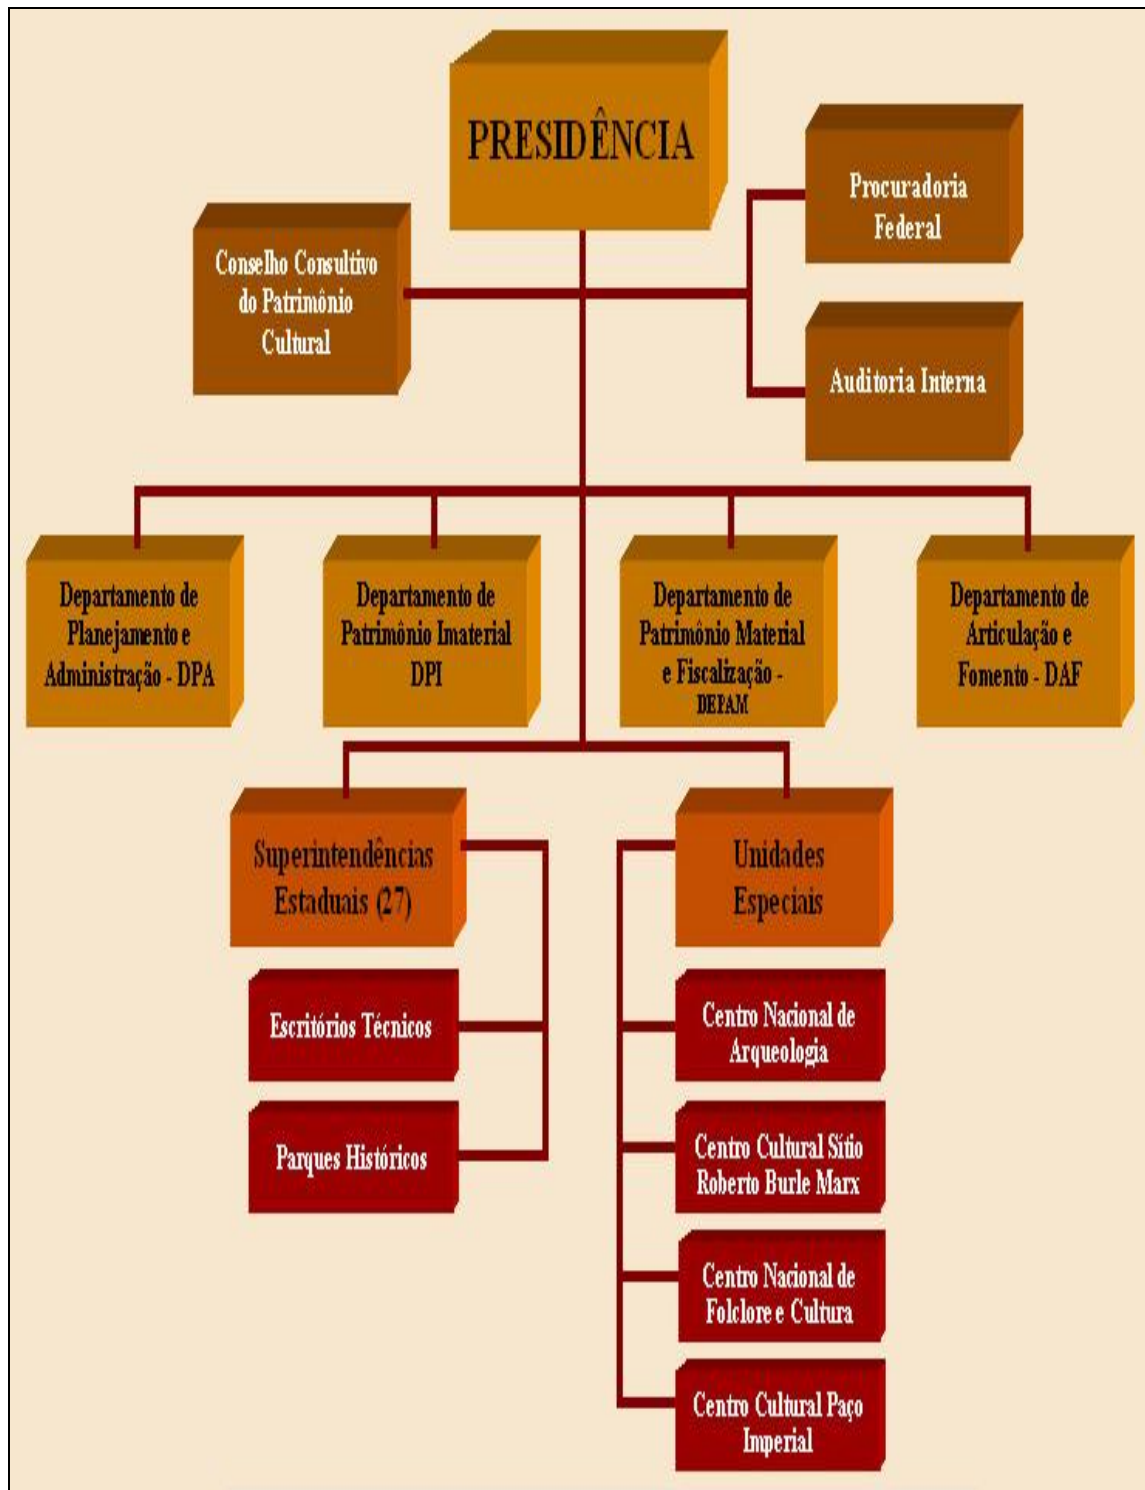 PRESIDÊNCIA
Procuradoria
Federal
Conselho Consultivo
do Patrimônio
Cultural
Auditoria Interna
Departamento de
Planejamento e
Administração - DPA
Departamento de
Patrimônio Imaterial
DPI
Departamento de
Patrimônio Material
e Fiscalização -
DEPAM
Departamento de
Articulação e
Fomento - DAF
Superintendências
Estaduais (27)
Escritórios Técnicos
Parques Históricos
Unidades
Especiais
Centro Nacional de
Arqueologia
Centro Cultural Sítio
Roberto Burle Marx
Centro Nacional de
Folclore e Cultura
Centro Cultural Paço
Imperial